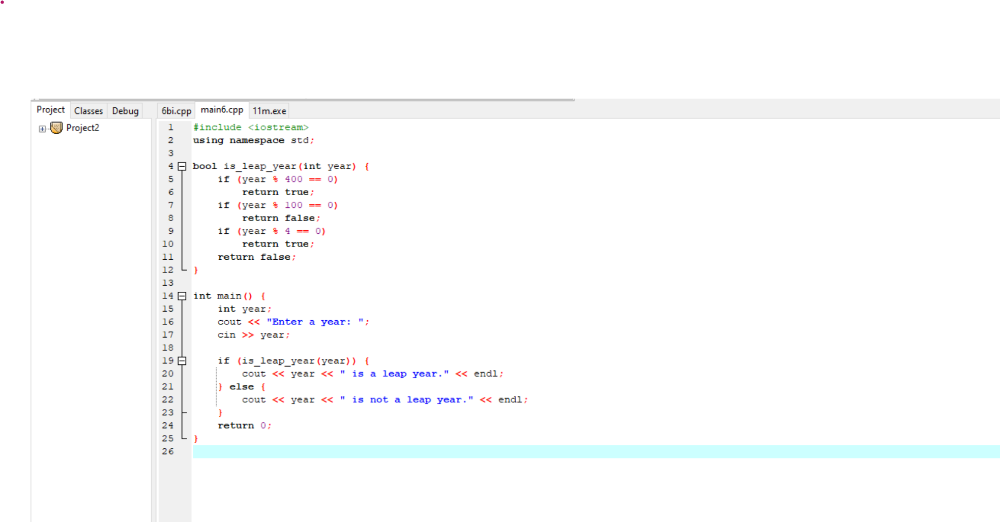 Project Classes Debug 6bi.cpp main6.cpp 11m.exe
Project2
1 #include <iostream>
2 using namespace std;
3
4 bool is_leap_year(int year) {
5     if (year % 400 == 0)
6         return true;
7     if (year % 100 == 0)
8         return false;
9     if (year % 4 == 0)
10         return true;
11     return false;
12 }
13
14 int main() {
15     int year;
16     cout << "Enter a year: ";
17     cin >> year;
18
19     if (is_leap_year(year)) {
20         cout << year << " is a leap year." << endl;
21     } else {
22         cout << year << " is not a leap year." << endl;
23     }
24     return 0;
25 }
26